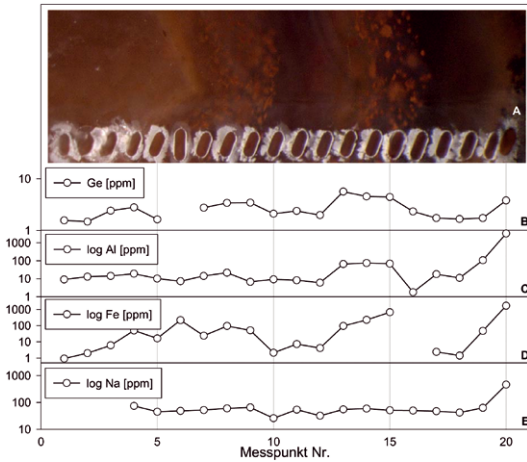 A
10
Ge [ppm]
1
B
1000
log Al [ppm]
100
10
1
C
1000
log Fe [ppm]
100
10
1
D
1000
log Na [ppm]
100
10
E
0 5 10 15 20
Messpunkt Nr.